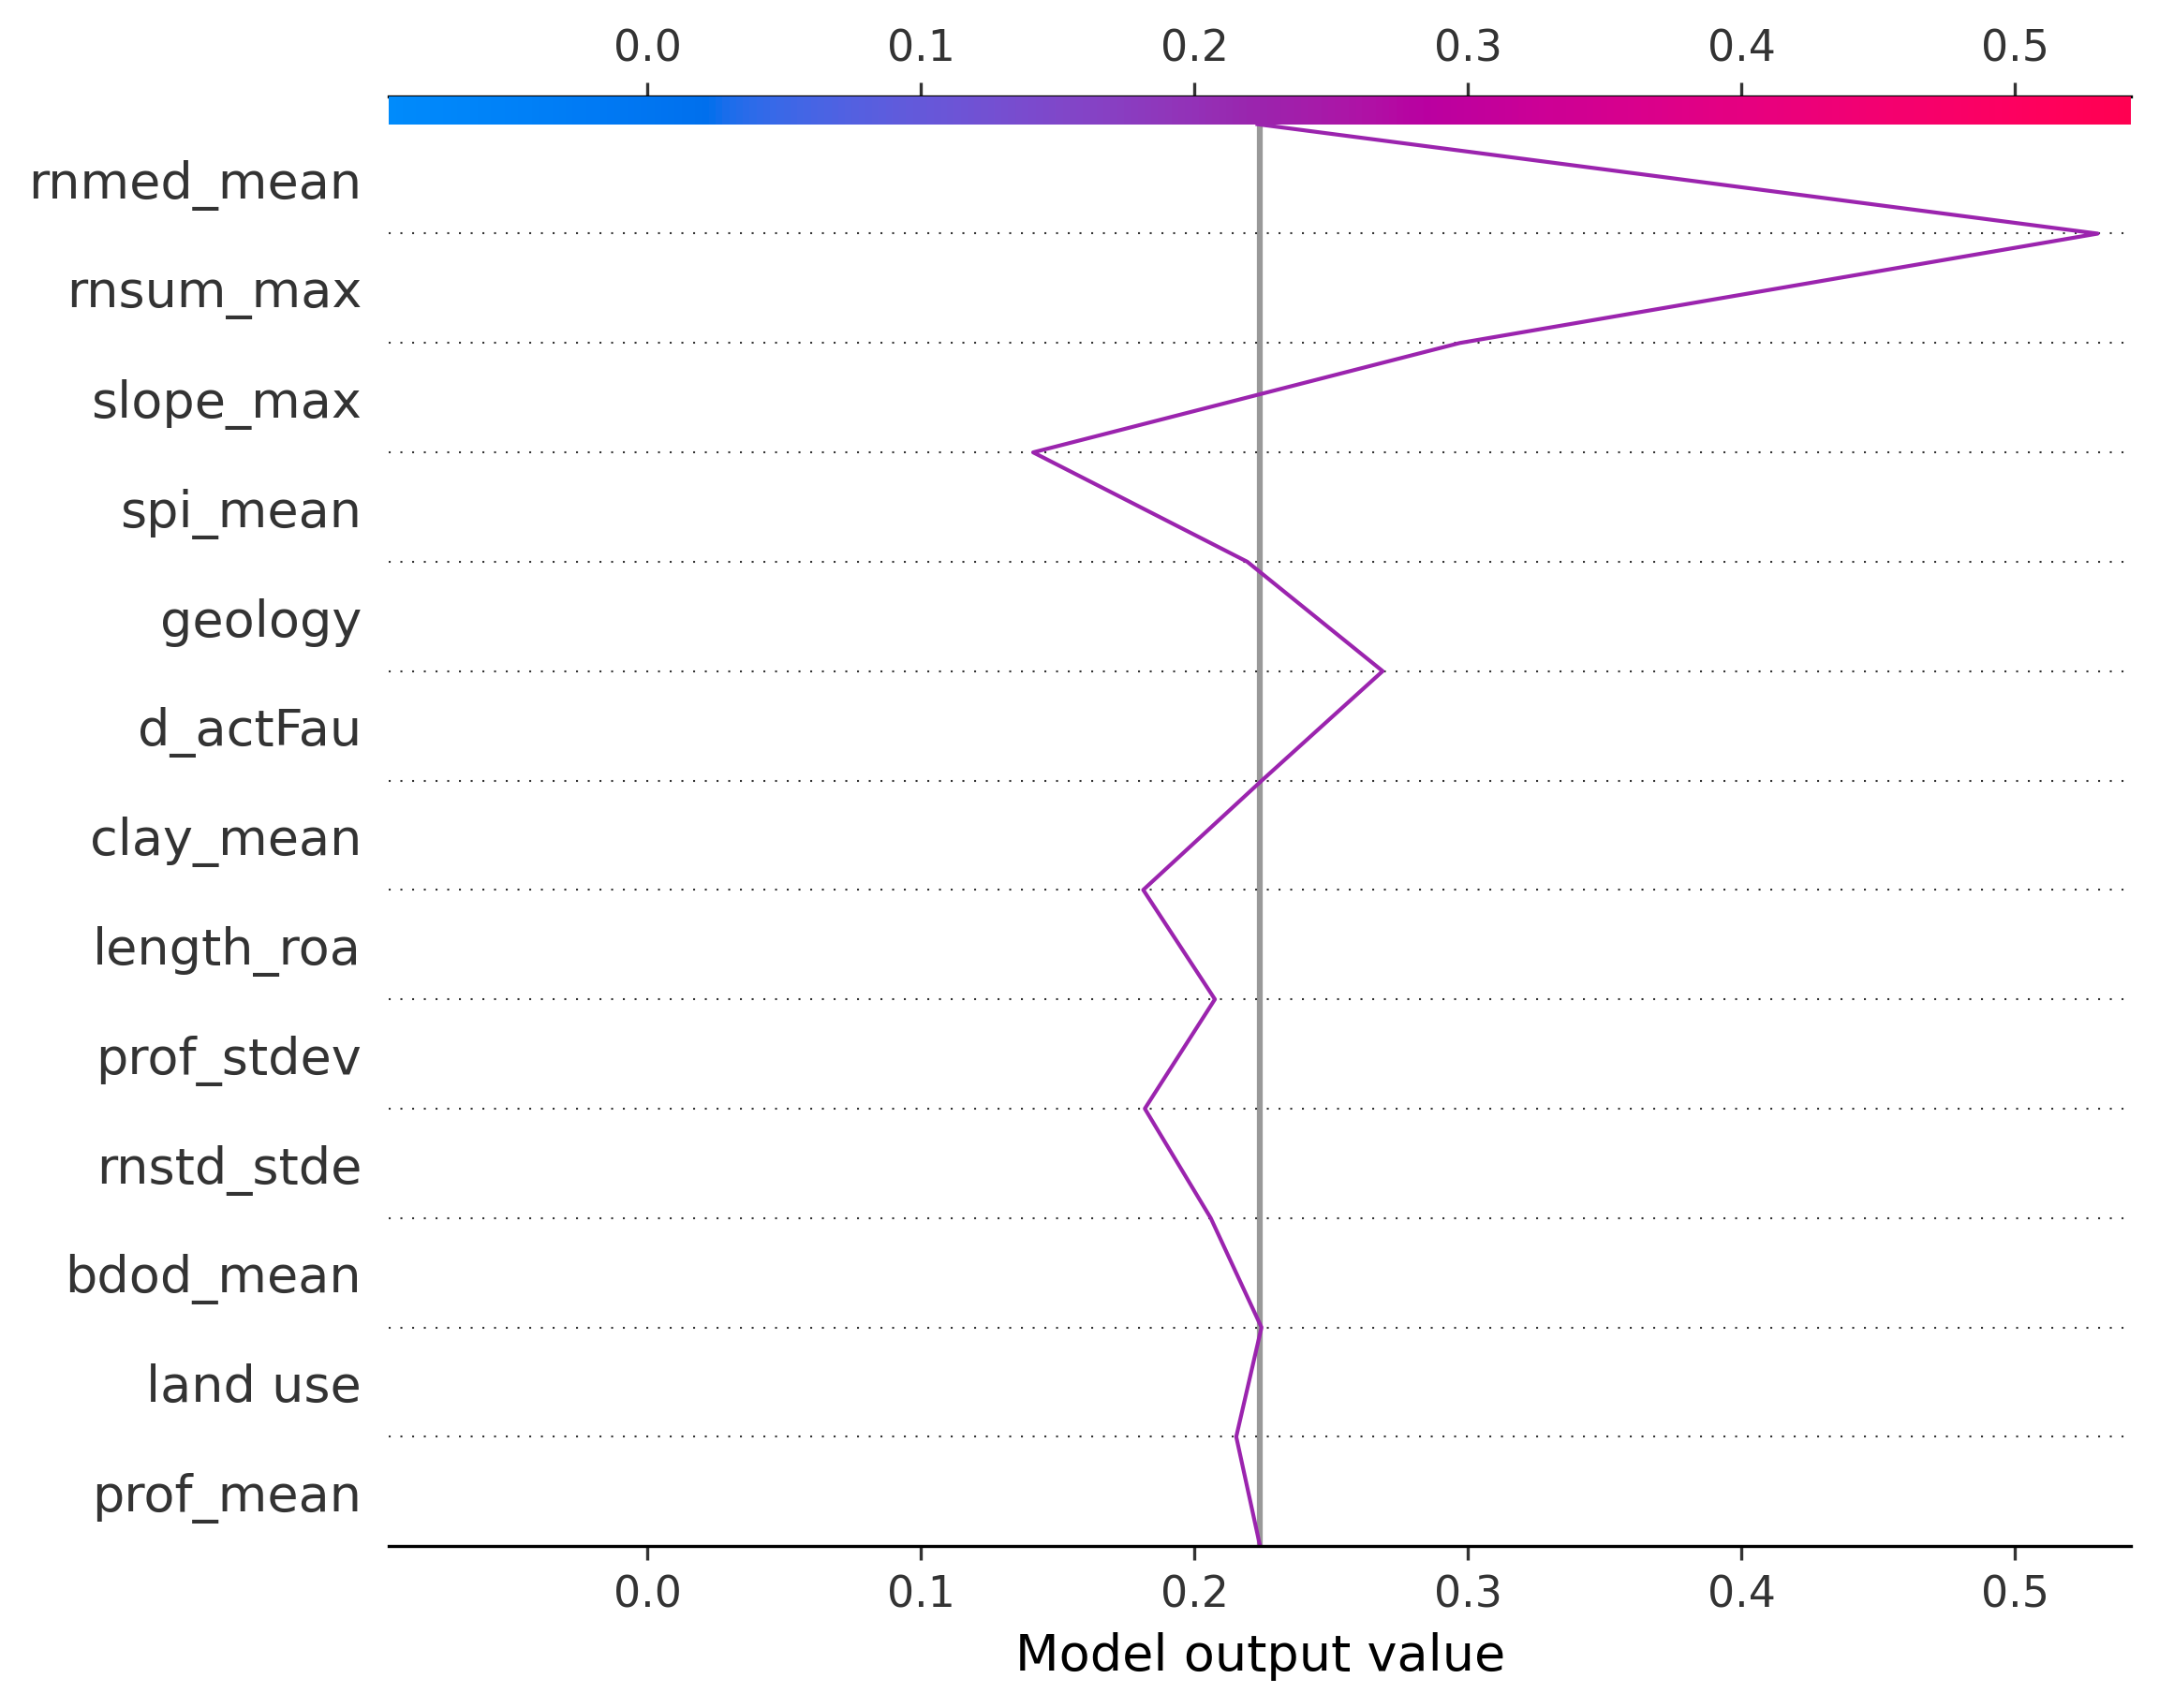 0.0 0.1 0.2 0.3 0.4 0.5
rnmed_mean
rnsum_max
slope_max
spi_mean
geology
d_actFau
clay_mean
length_roa
prof_stdev
rnstd_stde
bdod_mean
land use
prof_mean
0.0 0.1 0.2 0.3 0.4 0.5
Model output value